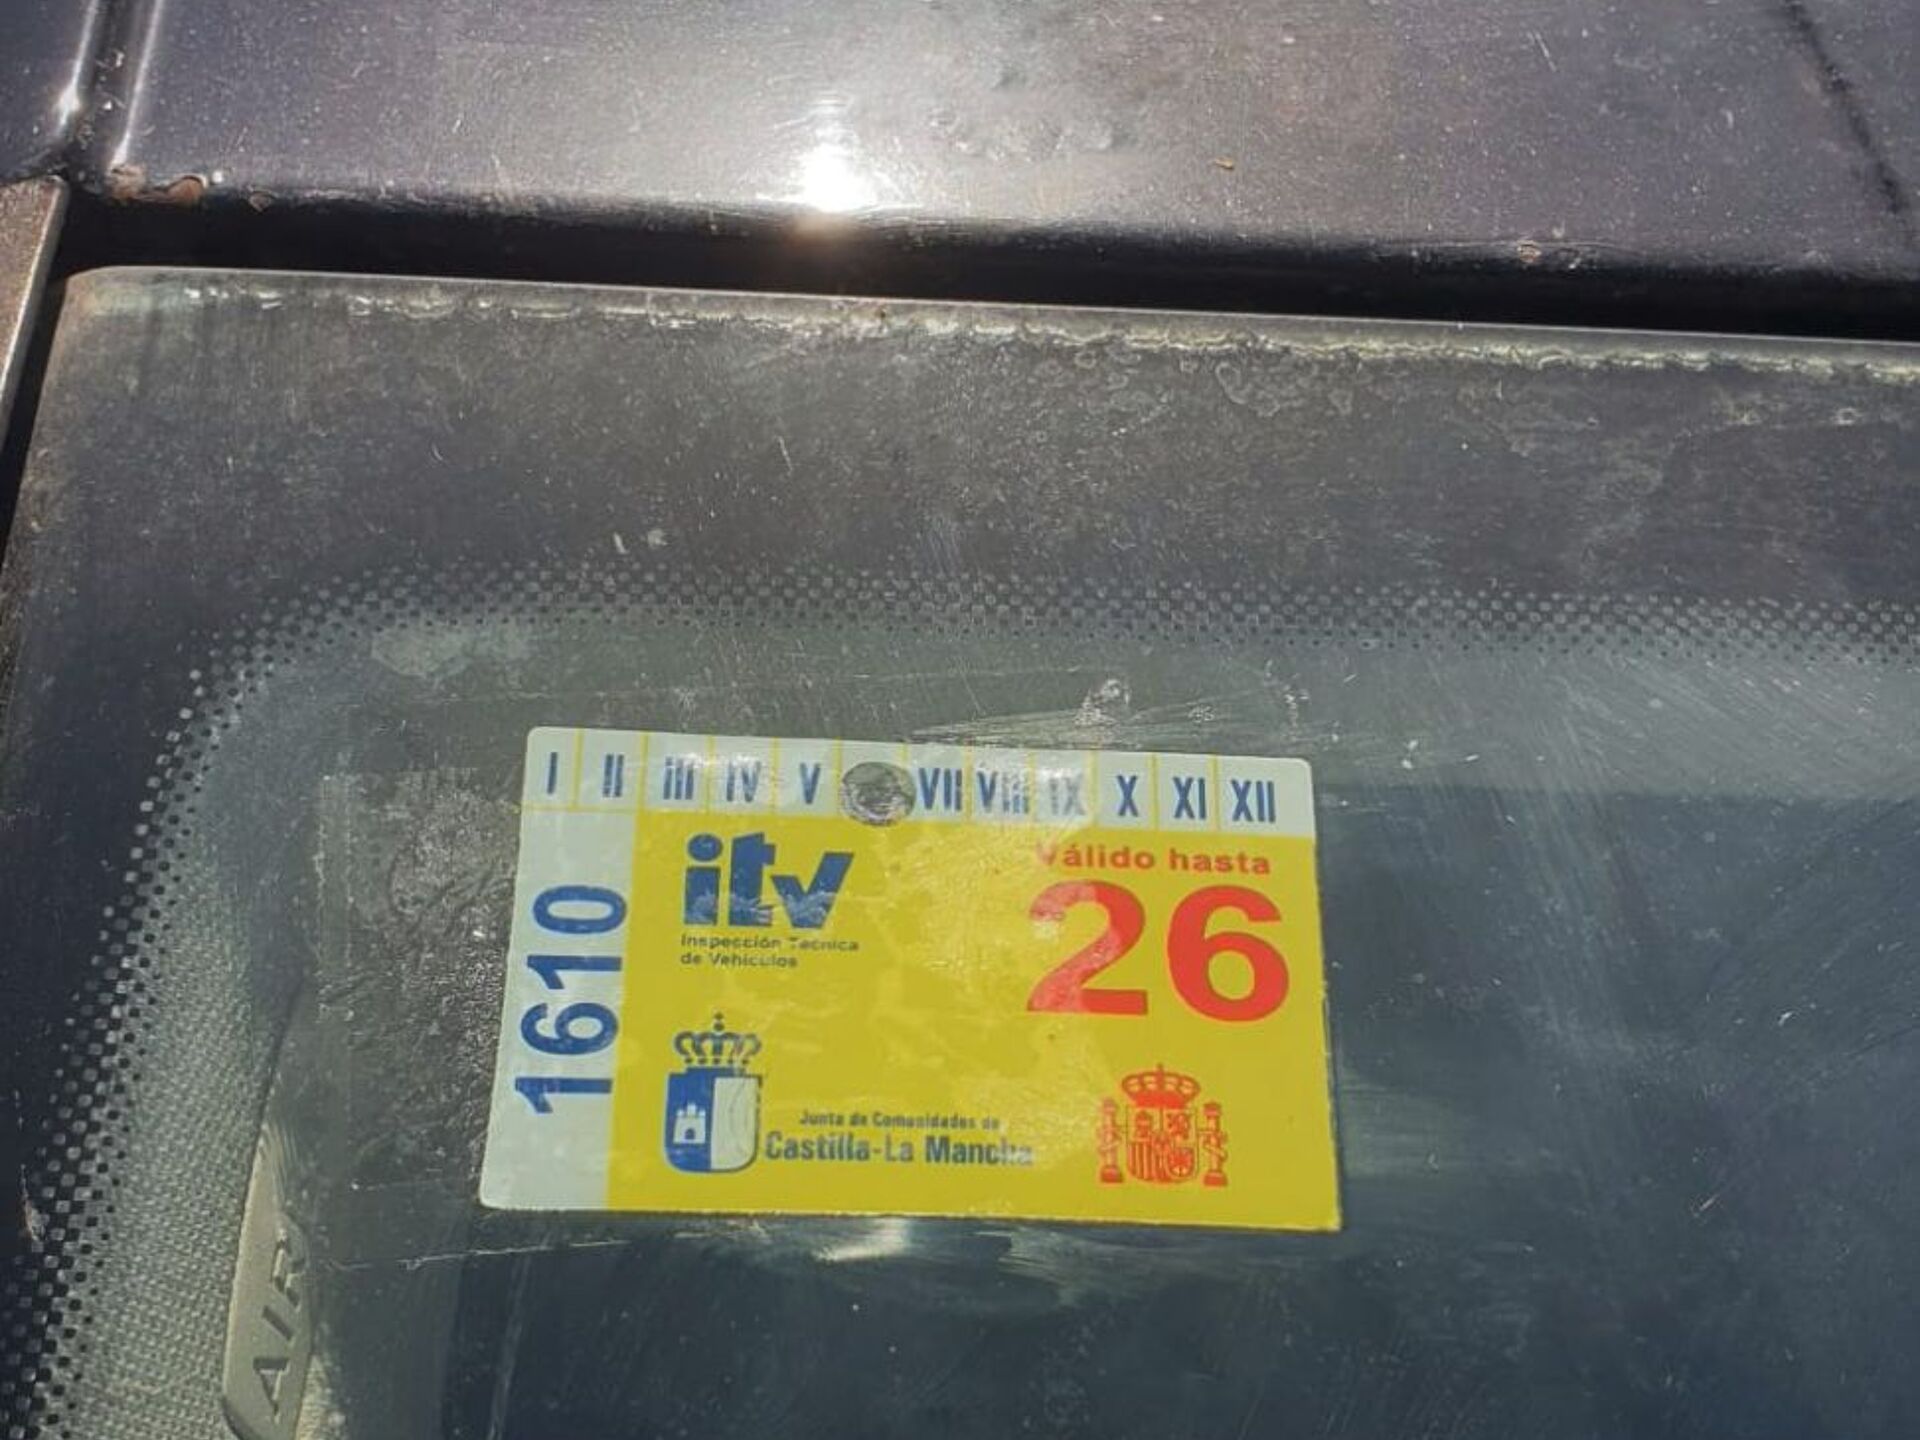 I II III IV V VII VIII IX X XI XII
1610
itv
Inspección Técnica
de Vehículos
Válido hasta
26
Junta de Comunidades de
Castilla-La Mancha
AIR